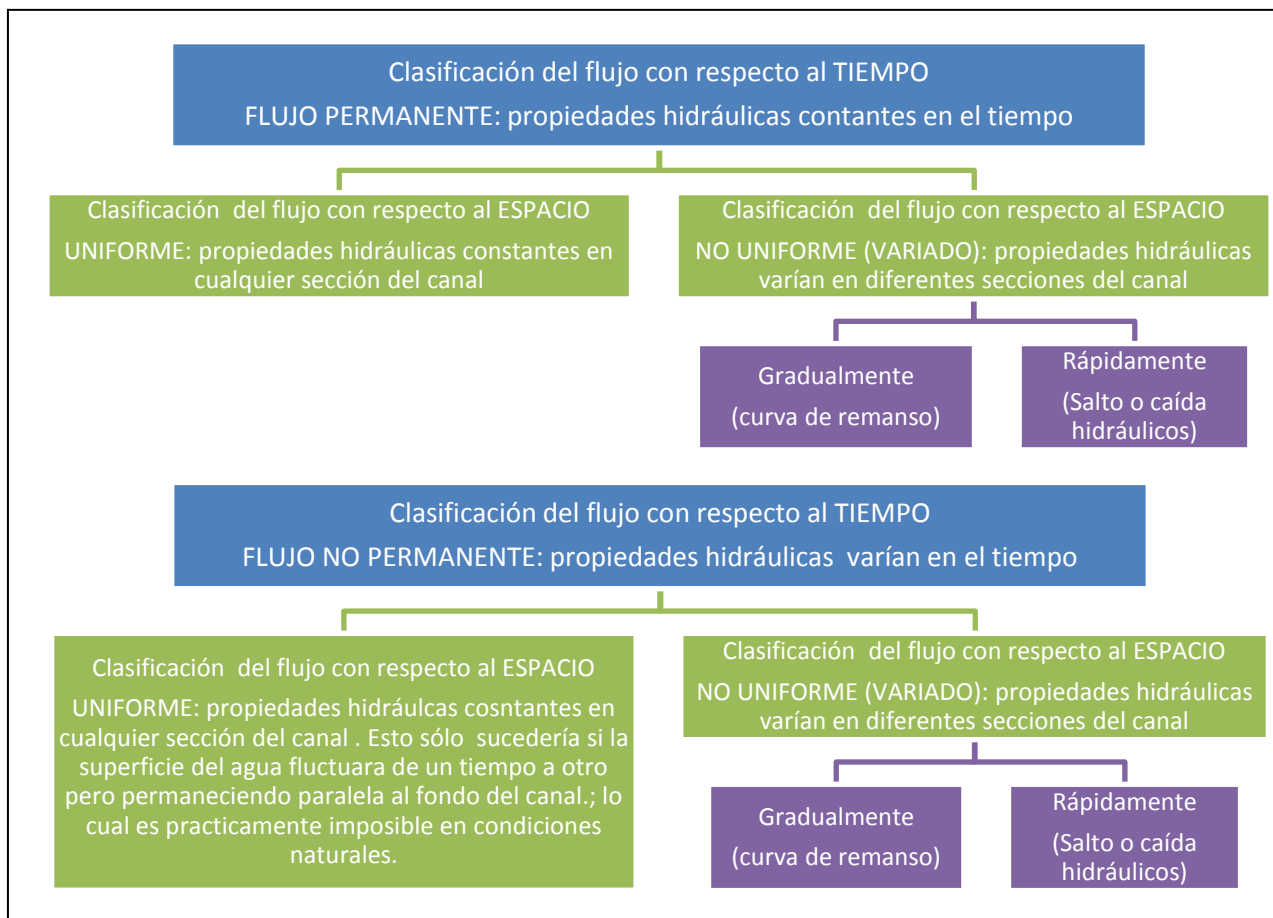 Clasificación del flujo con respecto al TIEMPO
FLUJO PERMANENTE: propiedades hidráulicas contantes en el tiempo
Clasificación del flujo con respecto al ESPACIO
UNIFORME: propiedades hidráulicas constantes en
cualquier sección del canal
Clasificación del flujo con respecto al ESPACIO
NO UNIFORME (VARIADO): propiedades hidráulicas
varían en diferentes secciones del canal
Gradualmente
(curva de remanso)
Rápidamente
(Salto o caída
hidráulicos)
Clasificación del flujo con respecto al TIEMPO
FLUJO NO PERMANENTE: propiedades hidráulicas varían en el tiempo
Clasificación del flujo con respecto al ESPACIO
UNIFORME: propiedades hidráulcas cosntantes en
cualquier sección del canal . Esto sólo sucedería si la
superficie del agua fluctuara de un tiempo a otro
pero permaneciendo paralela al fondo del canal.; lo
cual es practicamente imposible en condiciones
naturales.
Clasificación del flujo con respecto al ESPACIO
NO UNIFORME (VARIADO): propiedades hidráulicas
varían en diferentes secciones del canal
Gradualmente
(curva de remanso)
Rápidamente
(Salto o caída
hidráulicos)